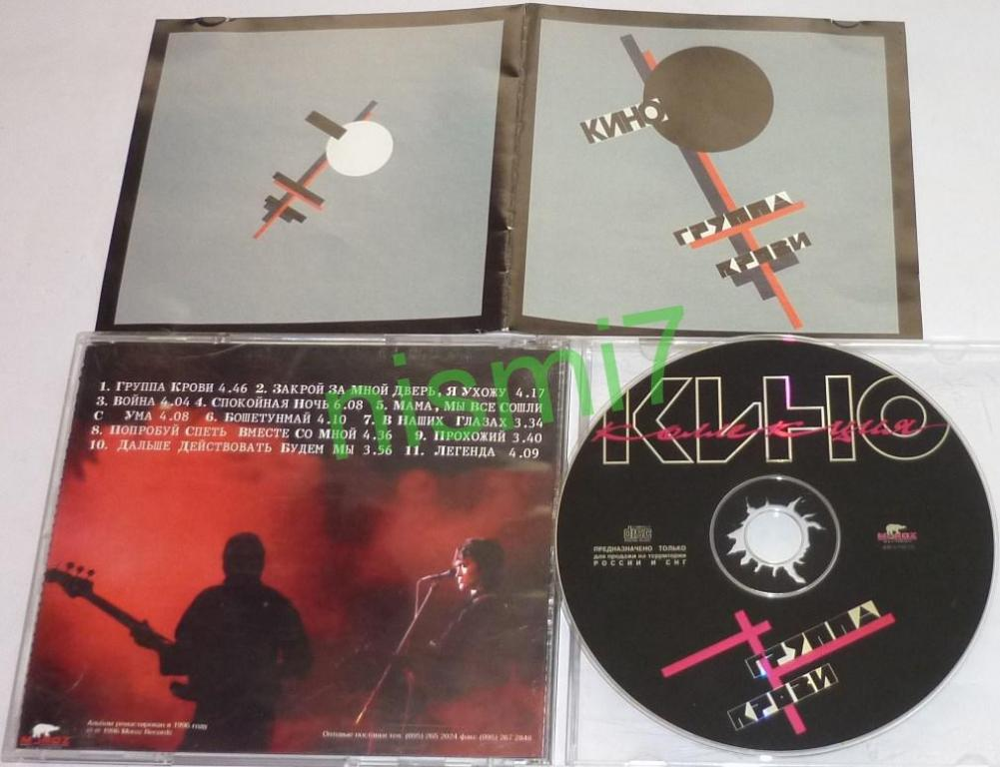 КИНО
ГРУППА
КРОВИ
njsmi7
1. ГРУППА КРОВИ 4.46 2. ЗАКРОЙ ЗА МНОЙ ДВЕРЬ, Я УХОЖУ 4.17
3. ВОЙНА 4.04 4. СПОКОЙНАЯ НОЧЬ 6.08 5. МАМА, МЫ ВСЕ СОШЛИ
С УМА 4.08 6. БОШЕТУНМАЙ 4.10 7. В НАШИХ ГЛАЗАХ 3.34
8. ПОПРОБУЙ СПЕТЬ ВМЕСТЕ СО МНОЙ 4.36 9. ПРОХОЖИЙ 3.40
10. ДАЛЬШЕ ДЕЙСТВОВАТЬ БУДЕМ МЫ 3.56 11. ЛЕГЕНДА 4.09
Альбом ремастирован в 1996 году
1996 Moroz Records
MOROZ
Оптовые поставки тел. (095) 265 2024 факс (095) 267 2848
КИНО
коллекция
disc
ПРЕДНАЗНАЧЕНО ТОЛЬКО
для продажи на территории
РОССИИ И СНГ
MOROZ
ГРУППА
КРОВИ